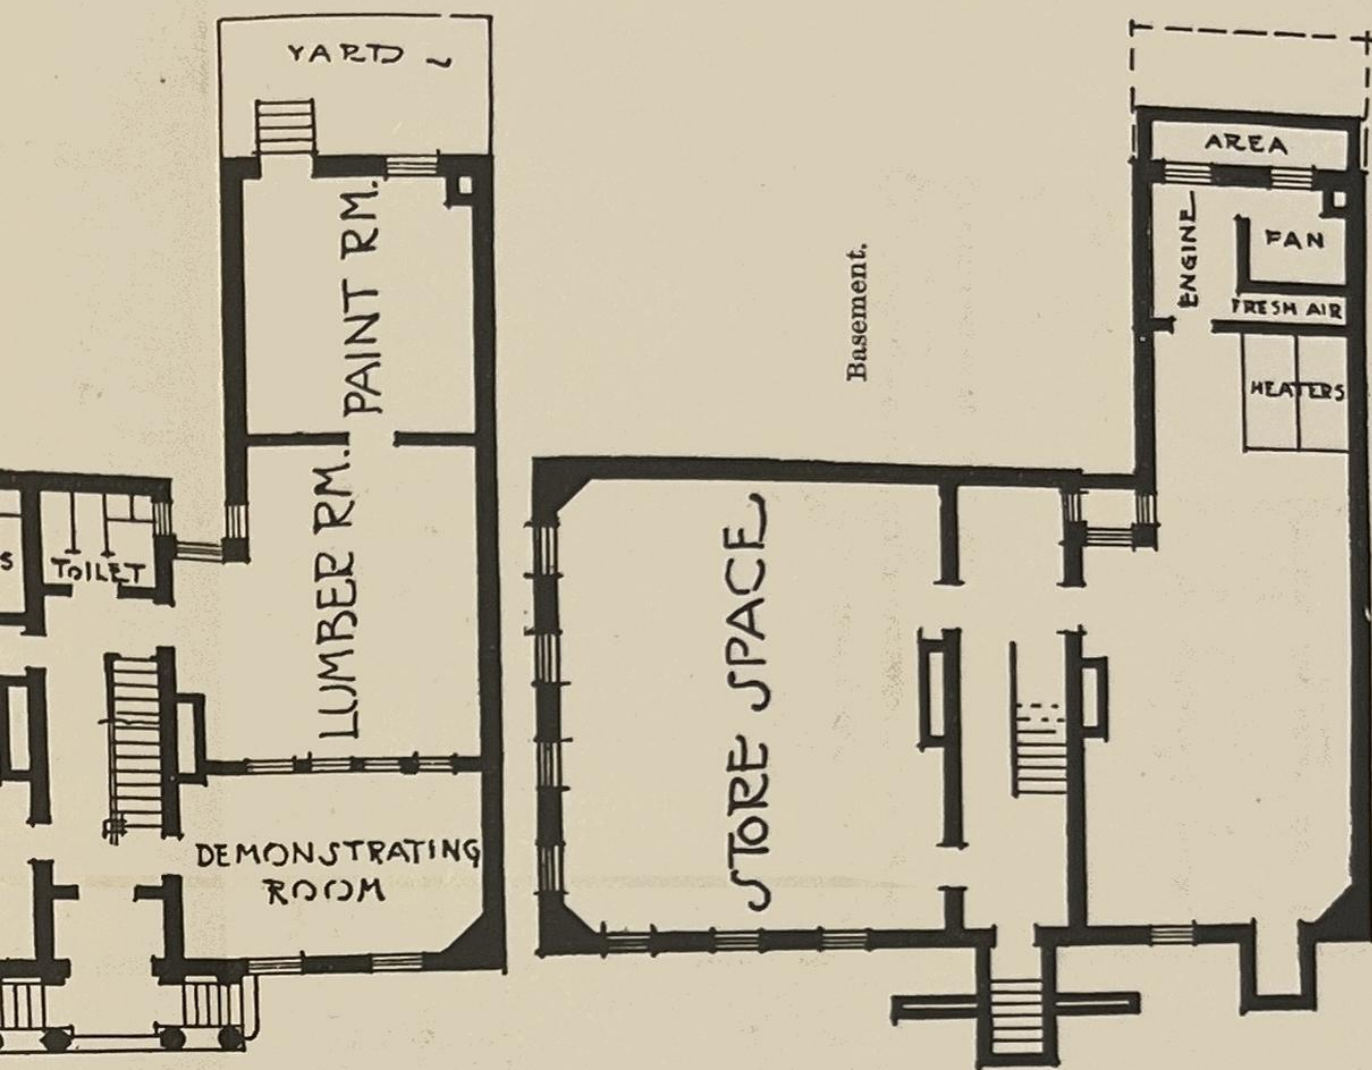 YARD ~
PAINT RM.
LUMBER RM.
S
TOILET
DEMONSTRATING
ROOM
Basement.
AREA
ENGINE
FAN
FRESH AIR
HEATERS
STORE SPACE